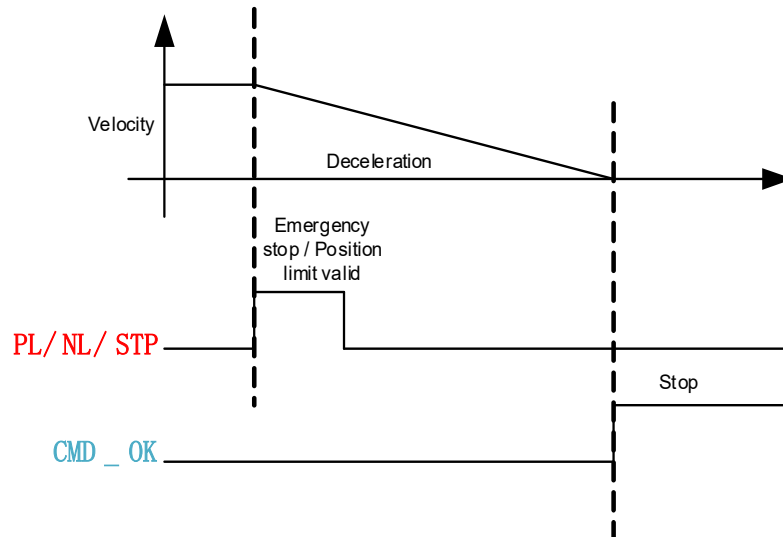 Velocity
Deceleration
Emergency
stop / Position
limit valid
PL/ NL/ STP
Stop
CMD _ OK